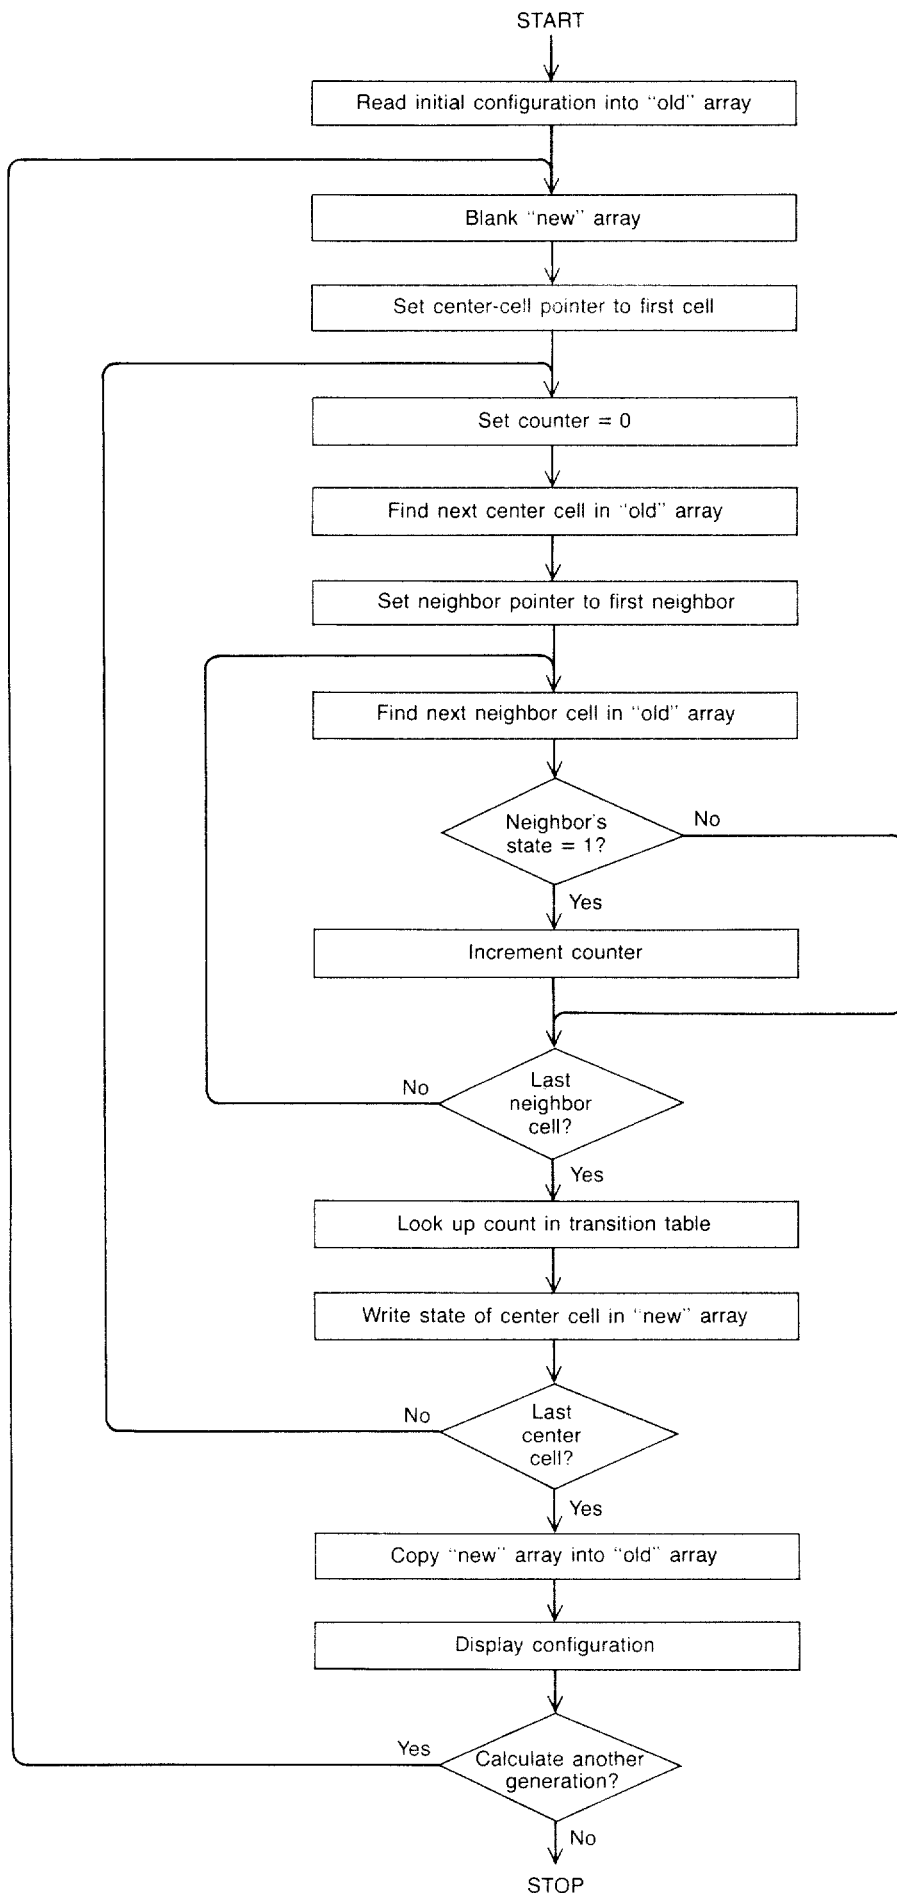 START
Read initial configuration into “old” array
Blank “new” array
Set center-cell pointer to first cell
Set counter = 0
Find next center cell in “old” array
Set neighbor pointer to first neighbor
Find next neighbor cell in “old” array
Neighbor's
state = 1?
No
Yes
Increment counter
Last
neighbor
cell?
No
Yes
Look up count in transition table
Write state of center cell in “new” array
Last
center
cell?
No
Yes
Copy “new” array into “old” array
Display configuration
Calculate another
generation?
Yes
No
STOP